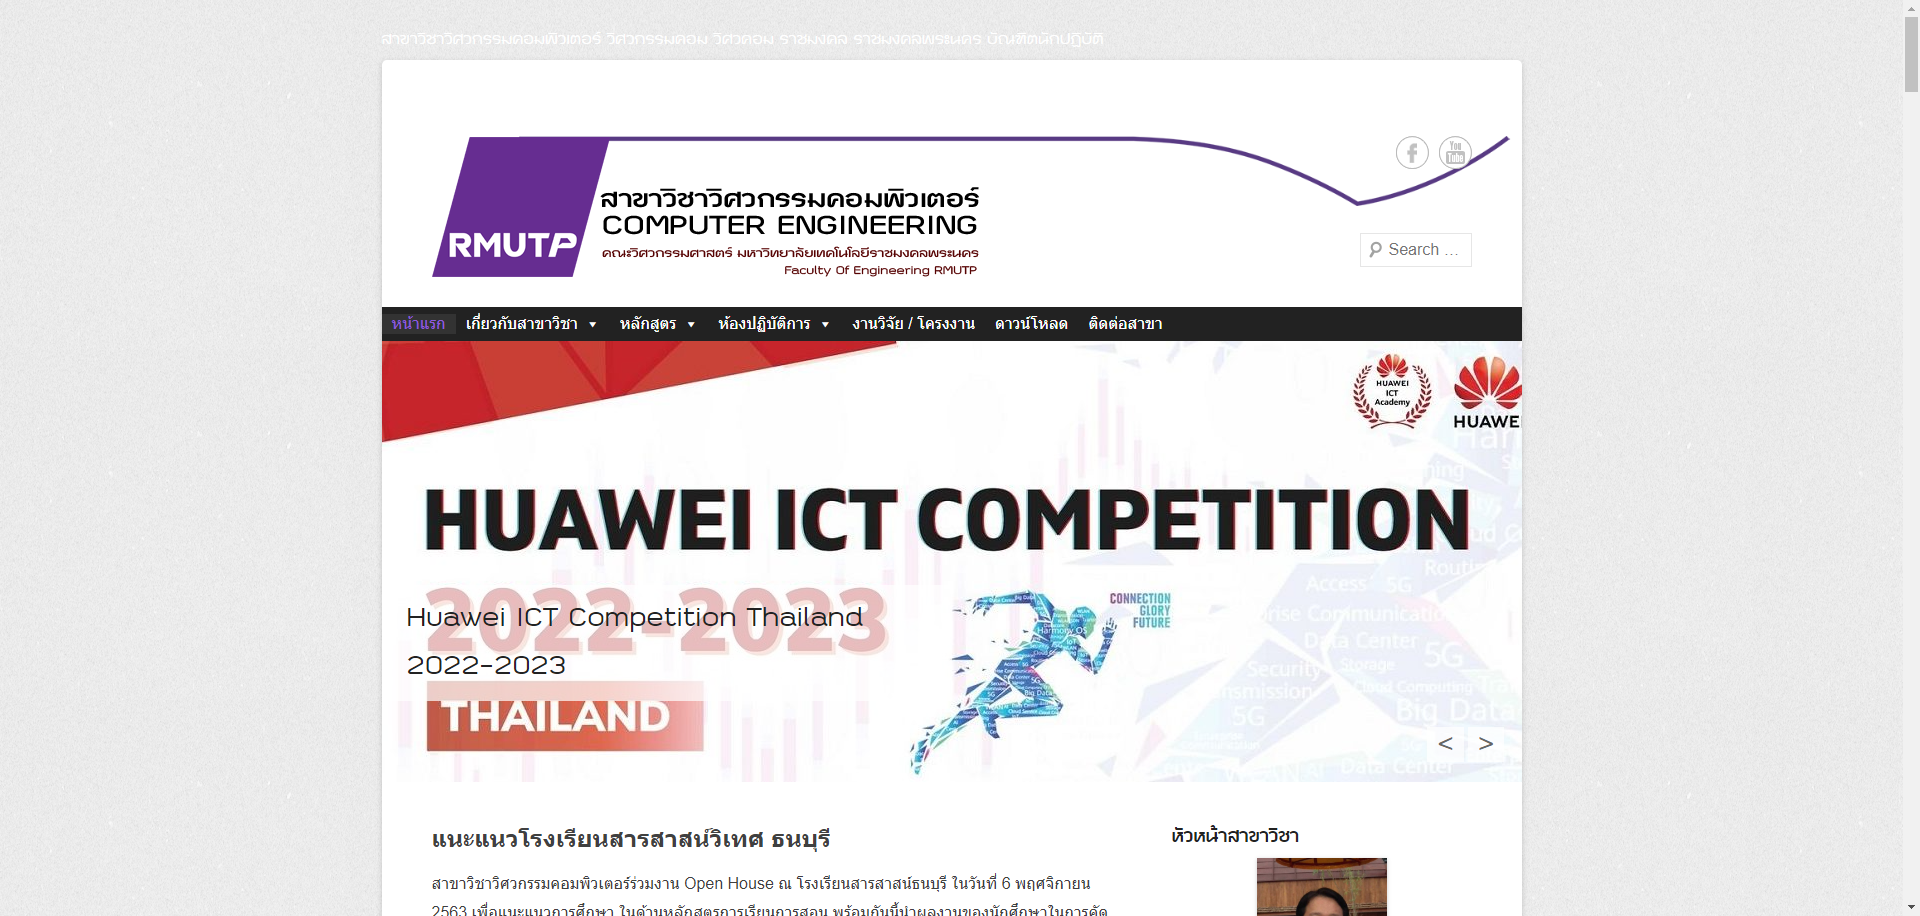 สาขาวิชาวิศวกรรมคอมพิวเตอร์ วิศวกรรมคอม วิศวคอม ราชมงคล ราชมงคลพระนคร บัณฑิตนักปฏิบัติ
RMUTP
สาขาวิชาวิศวกรรมคอมพิวเตอร์
COMPUTER ENGINEERING
คณะวิศวกรรมศาสตร์ มหาวิทยาลัยเทคโนโลยีราชมงคลพระนคร
Faculty Of Engineering RMUTP
You Tube
Search …
หน้าแรก เกี่ยวกับสาขาวิชา หลักสูตร ห้องปฏิบัติการ งานวิจัย / โครงงาน ดาวน์โหลด ติดต่อสาขา
HUAWEI
ICT
Academy
HUAWEI
HUAWEI ICT COMPETITION
2022-2023
Huawei ICT Competition Thailand
2022-2023
THAILAND
CONNECTION
GLORY
FUTURE
Access 5G
Data Center
Security Storage 5G
Cloud Computing
5G
Big Data
Data Center
< >
แนะแนวโรงเรียนสารสาสน์วิเทศ ธนบุรี
สาขาวิชาวิศวกรรมคอมพิวเตอร์ร่วมงาน Open House ณ โรงเรียนสารสาสน์ธนบุรี ในวันที่ 6 พฤศจิกายน
2563 เพื่อแนะแนวการศึกษา ในด้านหลักสูตรการเรียนการสอน พร้อมกันนี้นำผลงานของนักศึกษาในการคัด
หัวหน้าสาขาวิชา